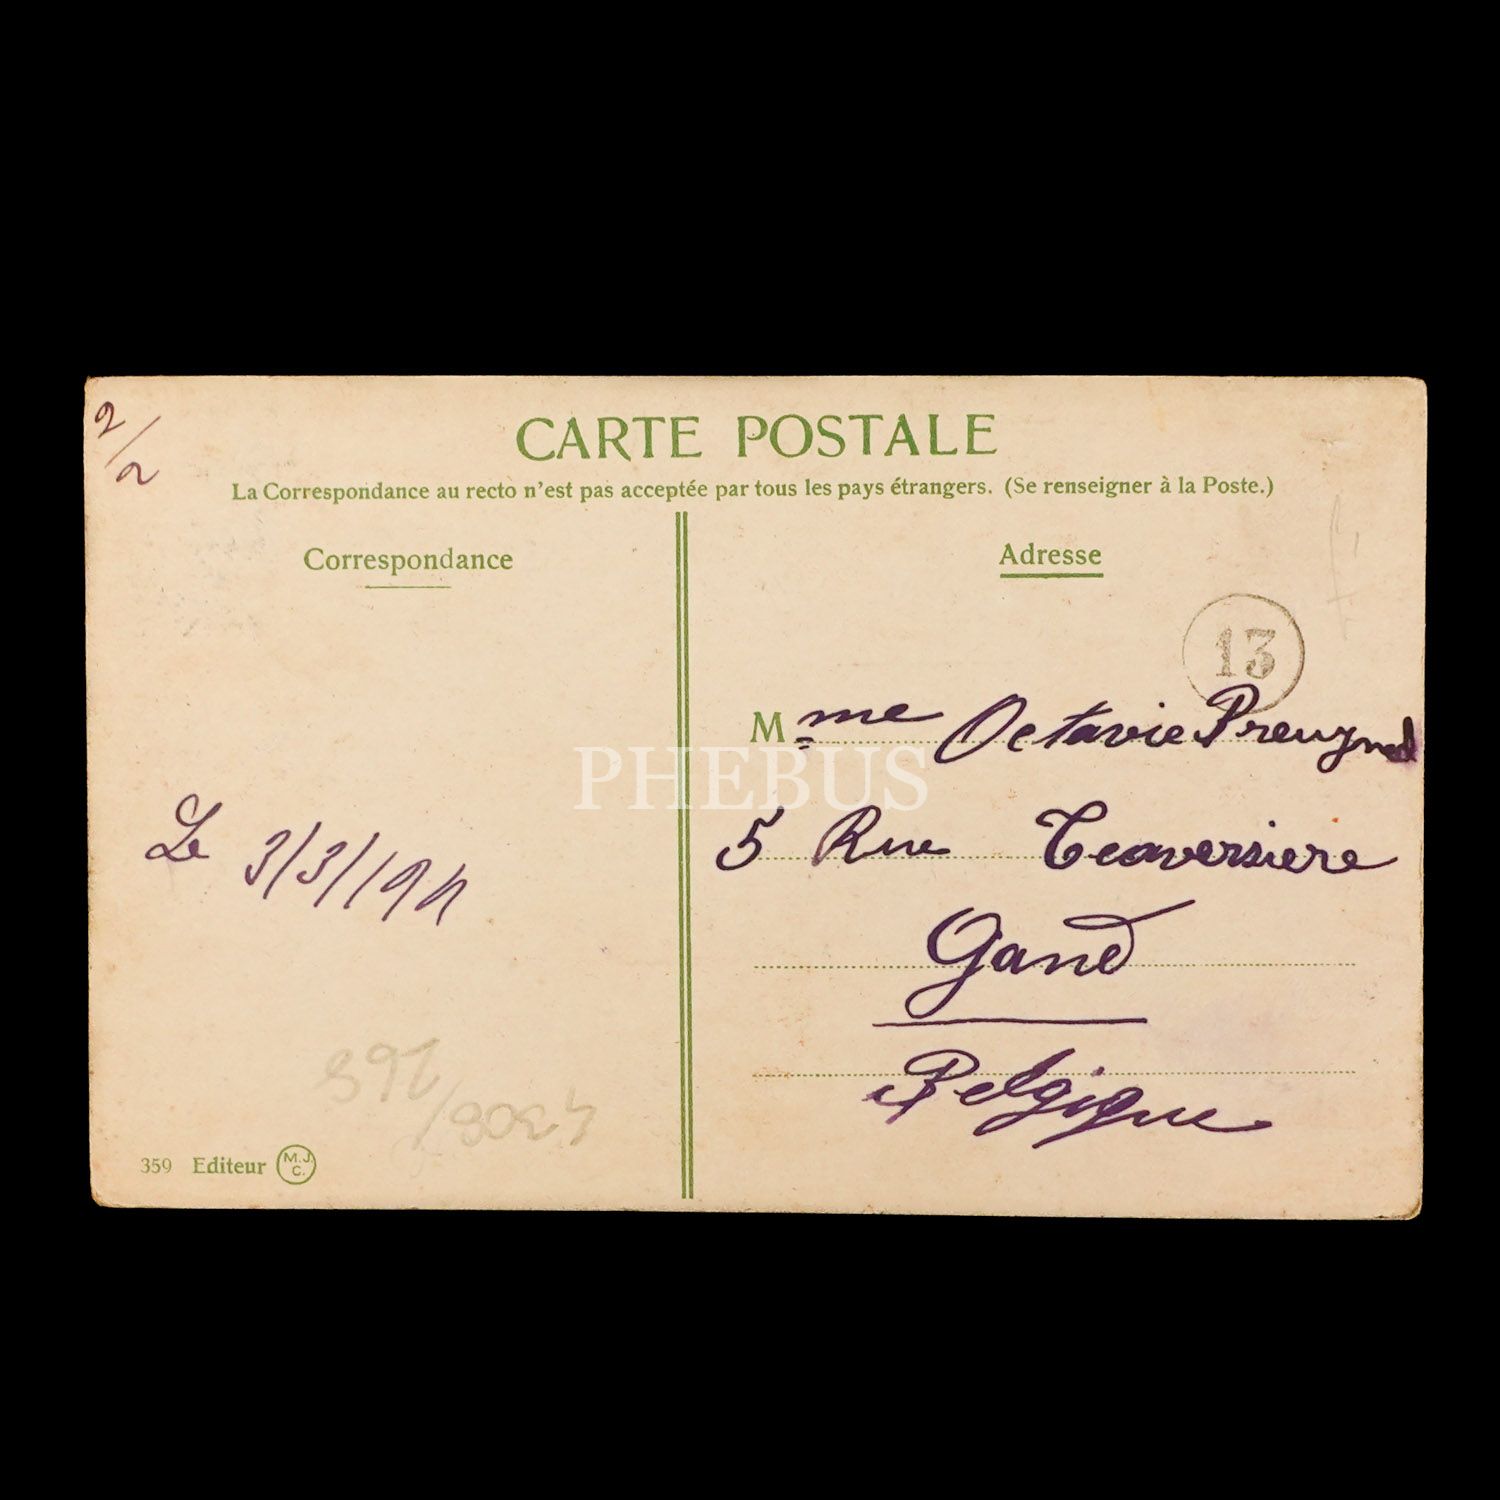 2/2
CARTE POSTALE
La Correspondance au recto n'est pas acceptée par tous les pays étrangers. (Se renseigner à la Poste.)
Correspondance
Adresse
13
Mme Octavie
PHEBUS
5 Rue Traversiere
Le 3/3/1911
Gand
Belgique
359 Editeur M.J.C.